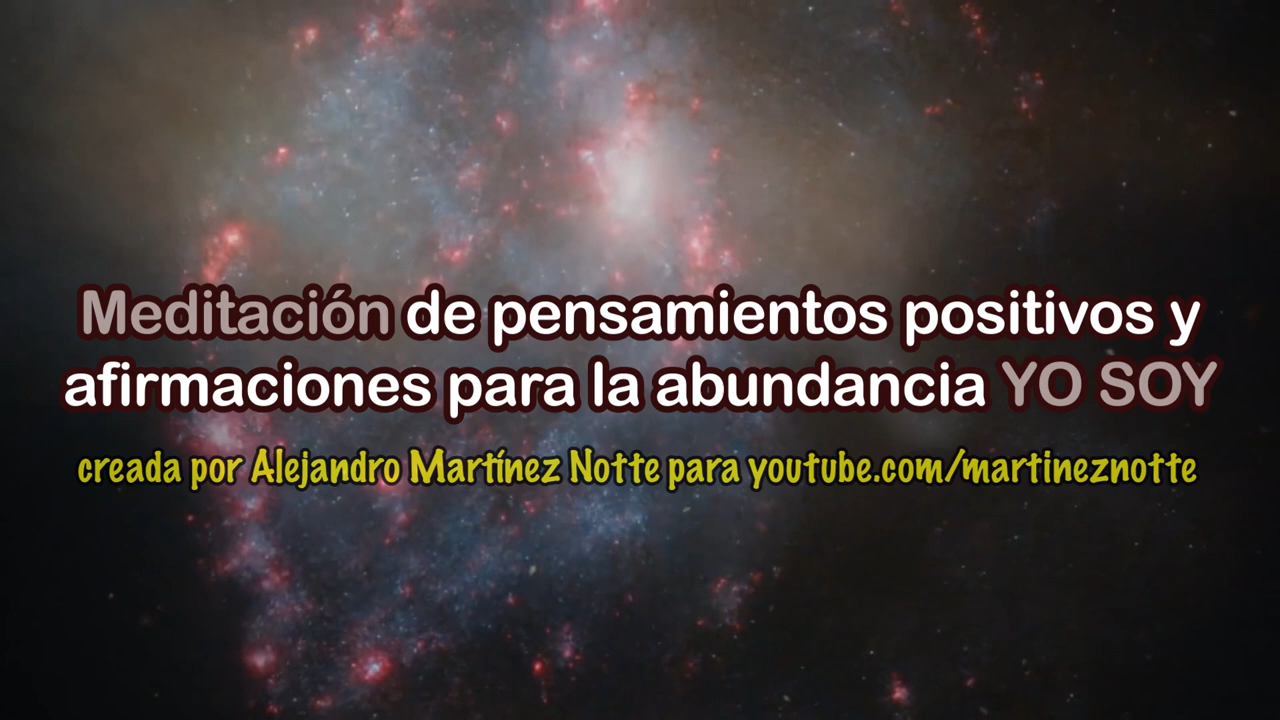 Meditación de pensamientos positivos y
afirmaciones para la abundancia YO SOY
creada por Alejandro Martínez Notte para youtube.com/martineznotte